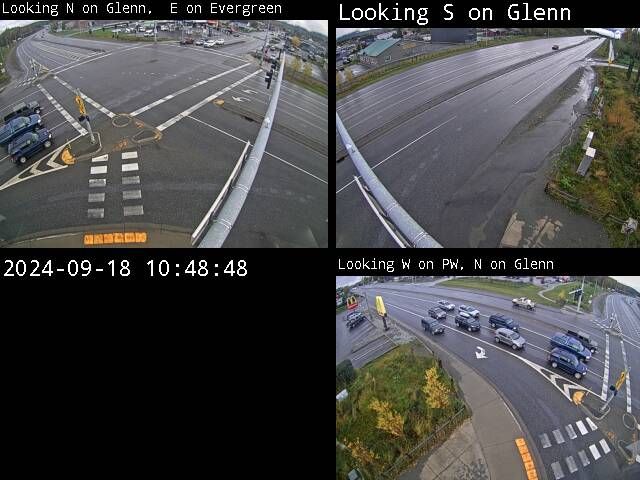 Looking N on Glenn,  E on Evergreen
Looking S on Glenn
2024-09-18 10:48:48
Looking W on PW, N on Glenn